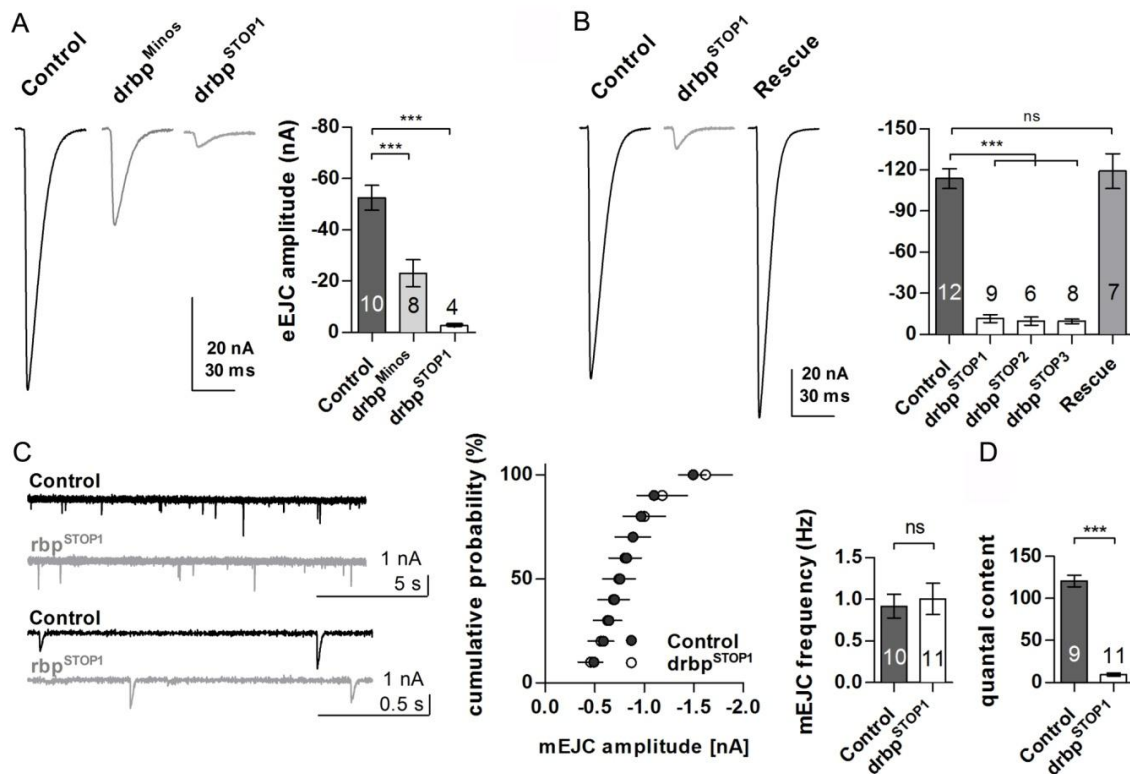 A
Control
drbp^Minos
drbp^STOP1
20 nA
30 ms
eEJC amplitude (nA)
-80
-60
-40
-20
0
***
***
10
8
4
Control
drbp^Minos
drbp^STOP1
B
Control
drbp^STOP1
Rescue
20 nA
30 ms
-150
-120
-90
-60
-30
0
ns
***
12
9
6
8
7
Control
drbp^STOP1
drbp^STOP2
drbp^STOP3
Rescue
C
Control
rbp^STOP1
1 nA
5 s
Control
rbp^STOP1
1 nA
0.5 s
cumulative probability (%)
100
50
0
Control
drbp^STOP1
0.0
-0.5
-1.0
-1.5
-2.0
mEJC amplitude [nA]
mEJC frequency (Hz)
1.5
1.0
0.5
0.0
ns
10
11
Control
drbp^STOP1
D
quantal content
150
100
50
0
***
9
11
Control
drbp^STOP1